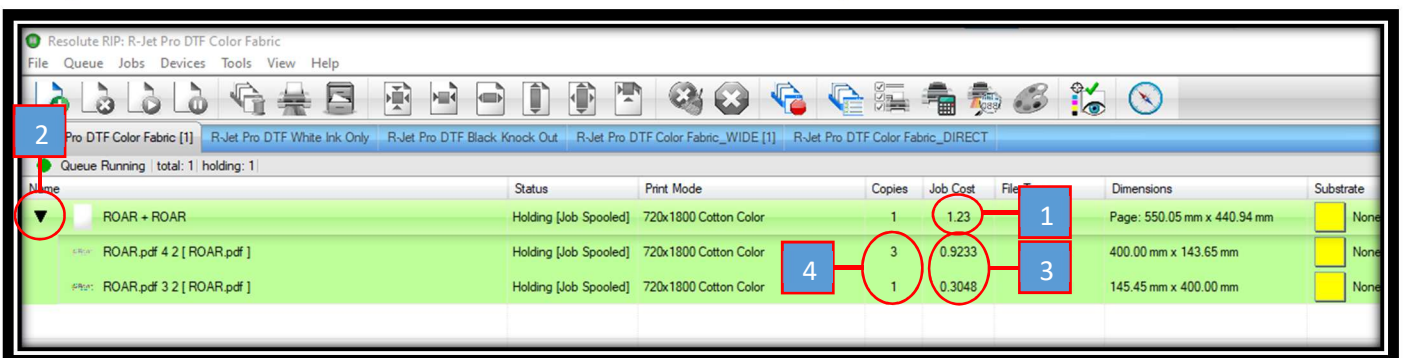 Resolute RIP: R-Jet Pro DTF Color Fabric
File Queue Jobs Devices Tools View Help
2 Pro DTF Color Fabric [1] R-Jet Pro DTF White Ink Only R-Jet Pro DTF Black Knock Out R-Jet Pro DTF Color Fabric_WIDE [1] R-Jet Pro DTF Color Fabric_DIRECT
Queue Running total: 1 holding: 1
Name Status Print Mode Copies Job Cost Dimensions Substrate
ROAR + ROAR Holding [Job Spooled] 720x1800 Cotton Color 1 1.23 1 Page: 550.05 mm x 440.94 mm None
ROAR.pdf 4 2 [ ROAR.pdf ] Holding [Job Spooled] 720x1800 Cotton Color 4 3 0.9233 3 400.00 mm x 143.65 mm None
ROAR.pdf 3 2 [ ROAR.pdf ] Holding [Job Spooled] 720x1800 Cotton Color 1 0.3048 145.45 mm x 400.00 mm None